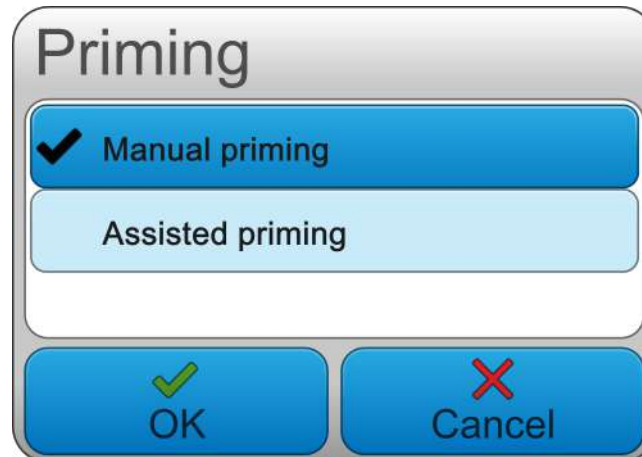 Priming
Manual priming
Assisted priming
OK
Cancel